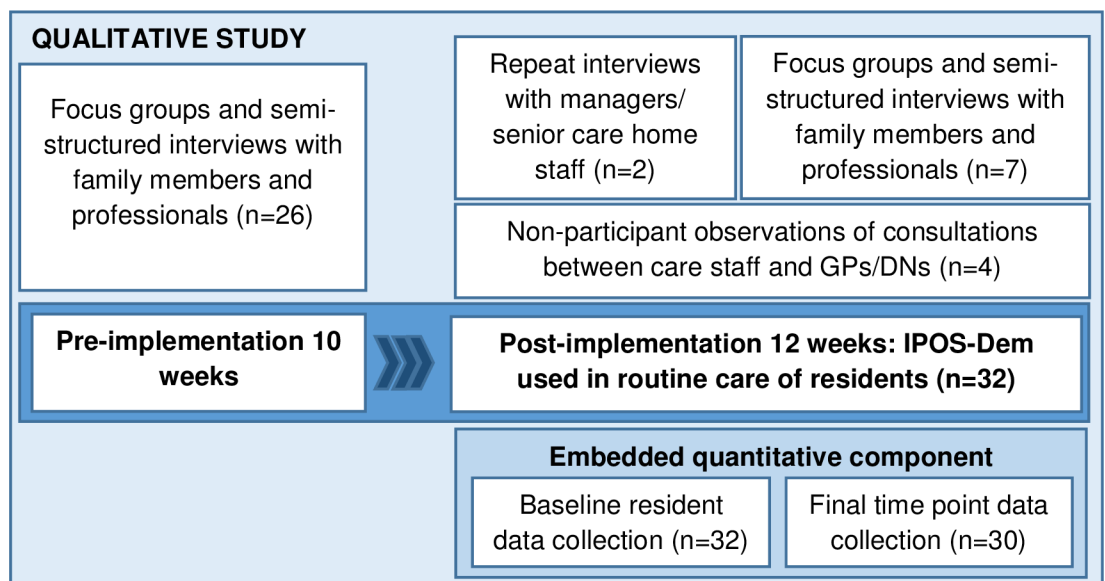 QUALITATIVE STUDY
Focus groups and semi-
structured interviews with
family members and
professionals (n=26)
Repeat interviews
with managers/
senior care home
staff (n=2)
Focus groups and semi-
structured interviews with
family members and
professionals (n=7)
Non-participant observations of consultations
between care staff and GPs/DNs (n=4)
Pre-implementation 10
weeks
Post-implementation 12 weeks: IPOS-Dem
used in routine care of residents (n=32)
Embedded quantitative component
Baseline resident
data collection (n=32)
Final time point data
collection (n=30)